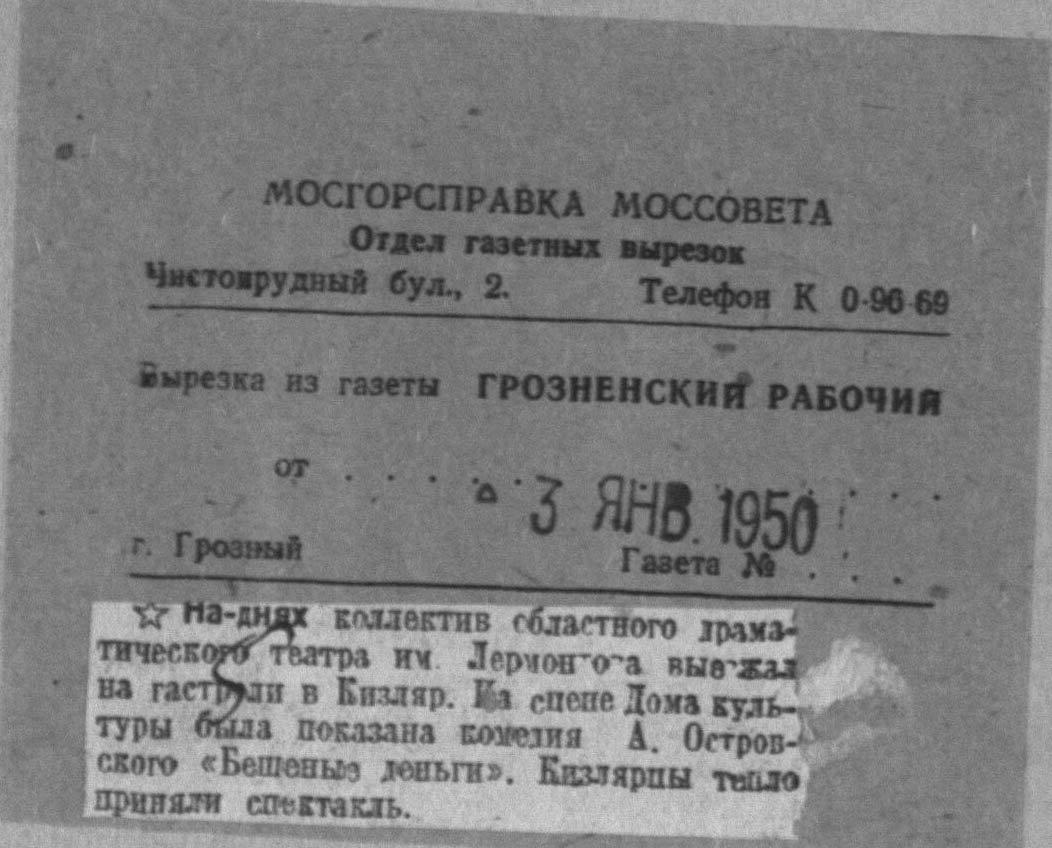 МОСГОРСПРАВКА МОССОВЕТА
Отдел газетных вырезок
Чистопрудный бул., 2. Телефон К 0-96-69
Вырезка из газеты ГРОЗНЕНСКИЙ РАБОЧИЙ
от . . . . . 3 ЯНВ. 1950 . . .
г. Грозный Газета № . . .
☆ На-днях коллектив областного драма-
тического театра им. Лермонтова выезжал
на гастроли в Кизляр. На сцене Дома куль-
туры была показана комедия А. Остров-
ского «Бешеные деньги». Кизлярцы тепло
приняли спектакль.